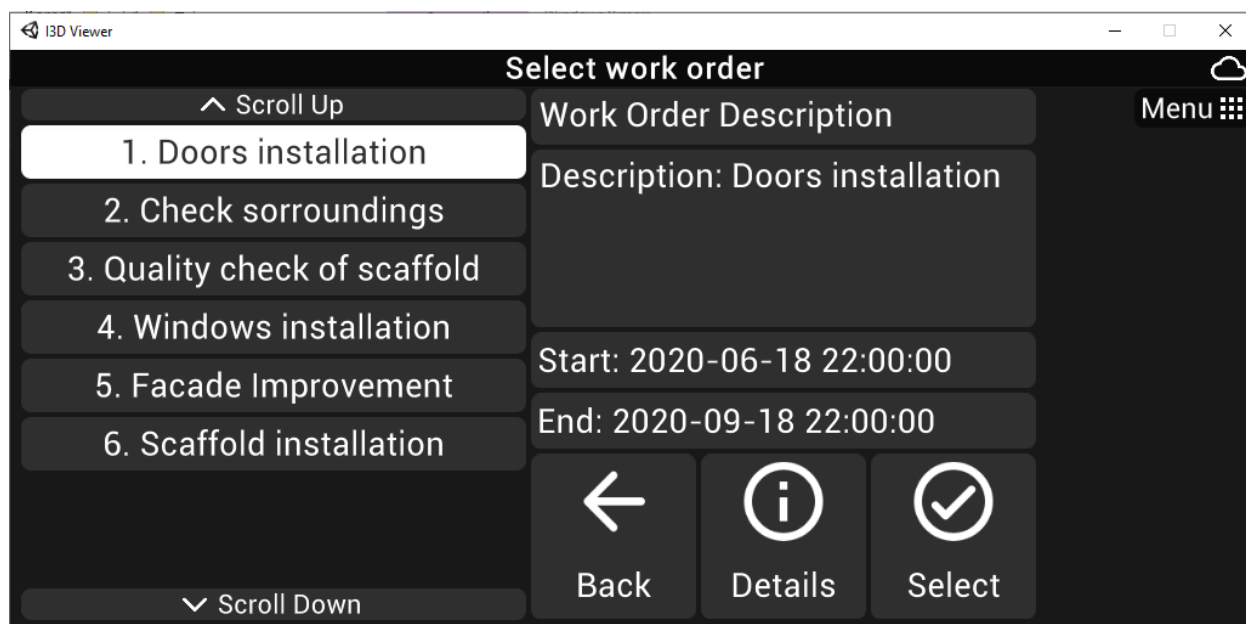 I3D Viewer
Select work order
Scroll Up
Menu
1. Doors installation
2. Check sorroundings
3. Quality check of scaffold
4. Windows installation
5. Facade Improvement
6. Scaffold installation
Scroll Down
Work Order Description
Description: Doors installation
Start: 2020-06-18 22:00:00
End: 2020-09-18 22:00:00
Back
Details
Select